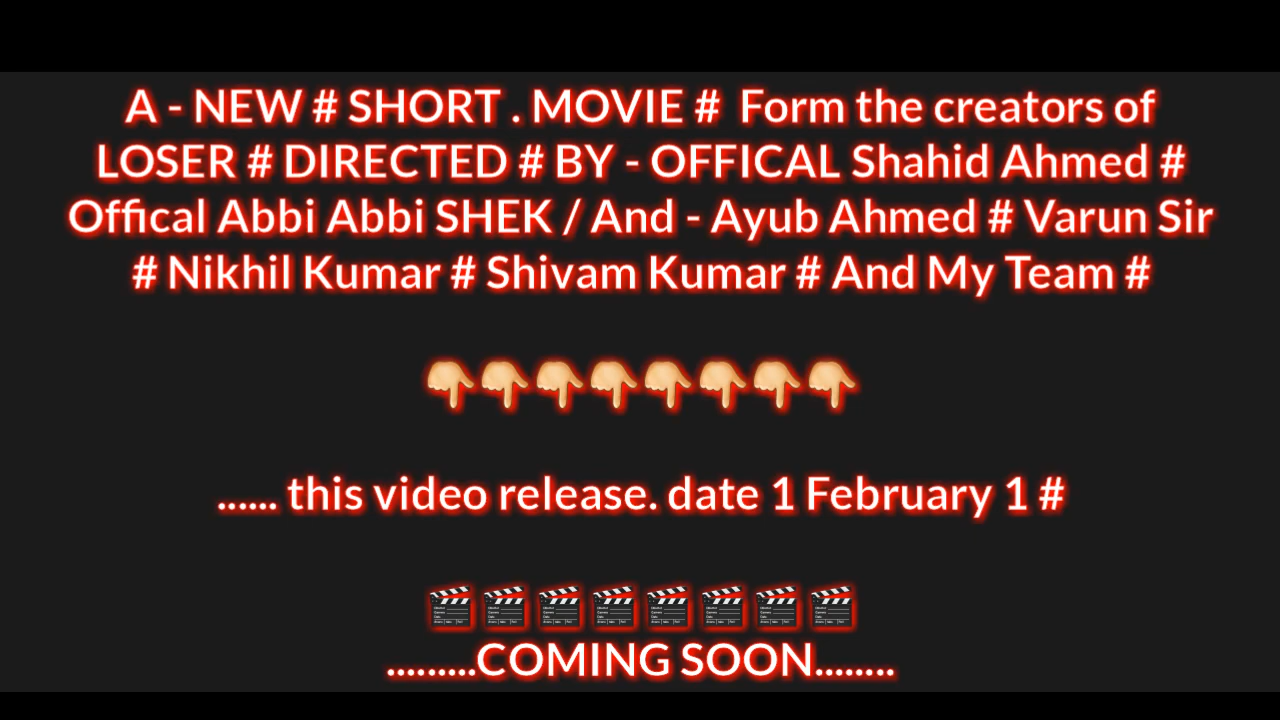 A - NEW # SHORT . MOVIE #  Form the creators of
LOSER # DIRECTED # BY - OFFICAL Shahid Ahmed #
Offical Abbi Abbi SHEK / And - Ayub Ahmed # Varun Sir
# Nikhil Kumar # Shivam Kumar # And My Team #
👇🏼👇🏼👇🏼👇🏼👇🏼👇🏼👇🏼👇🏼
...... this video release. date 1 February 1 #
🎬🎬🎬🎬🎬🎬🎬🎬
.........COMING SOON........